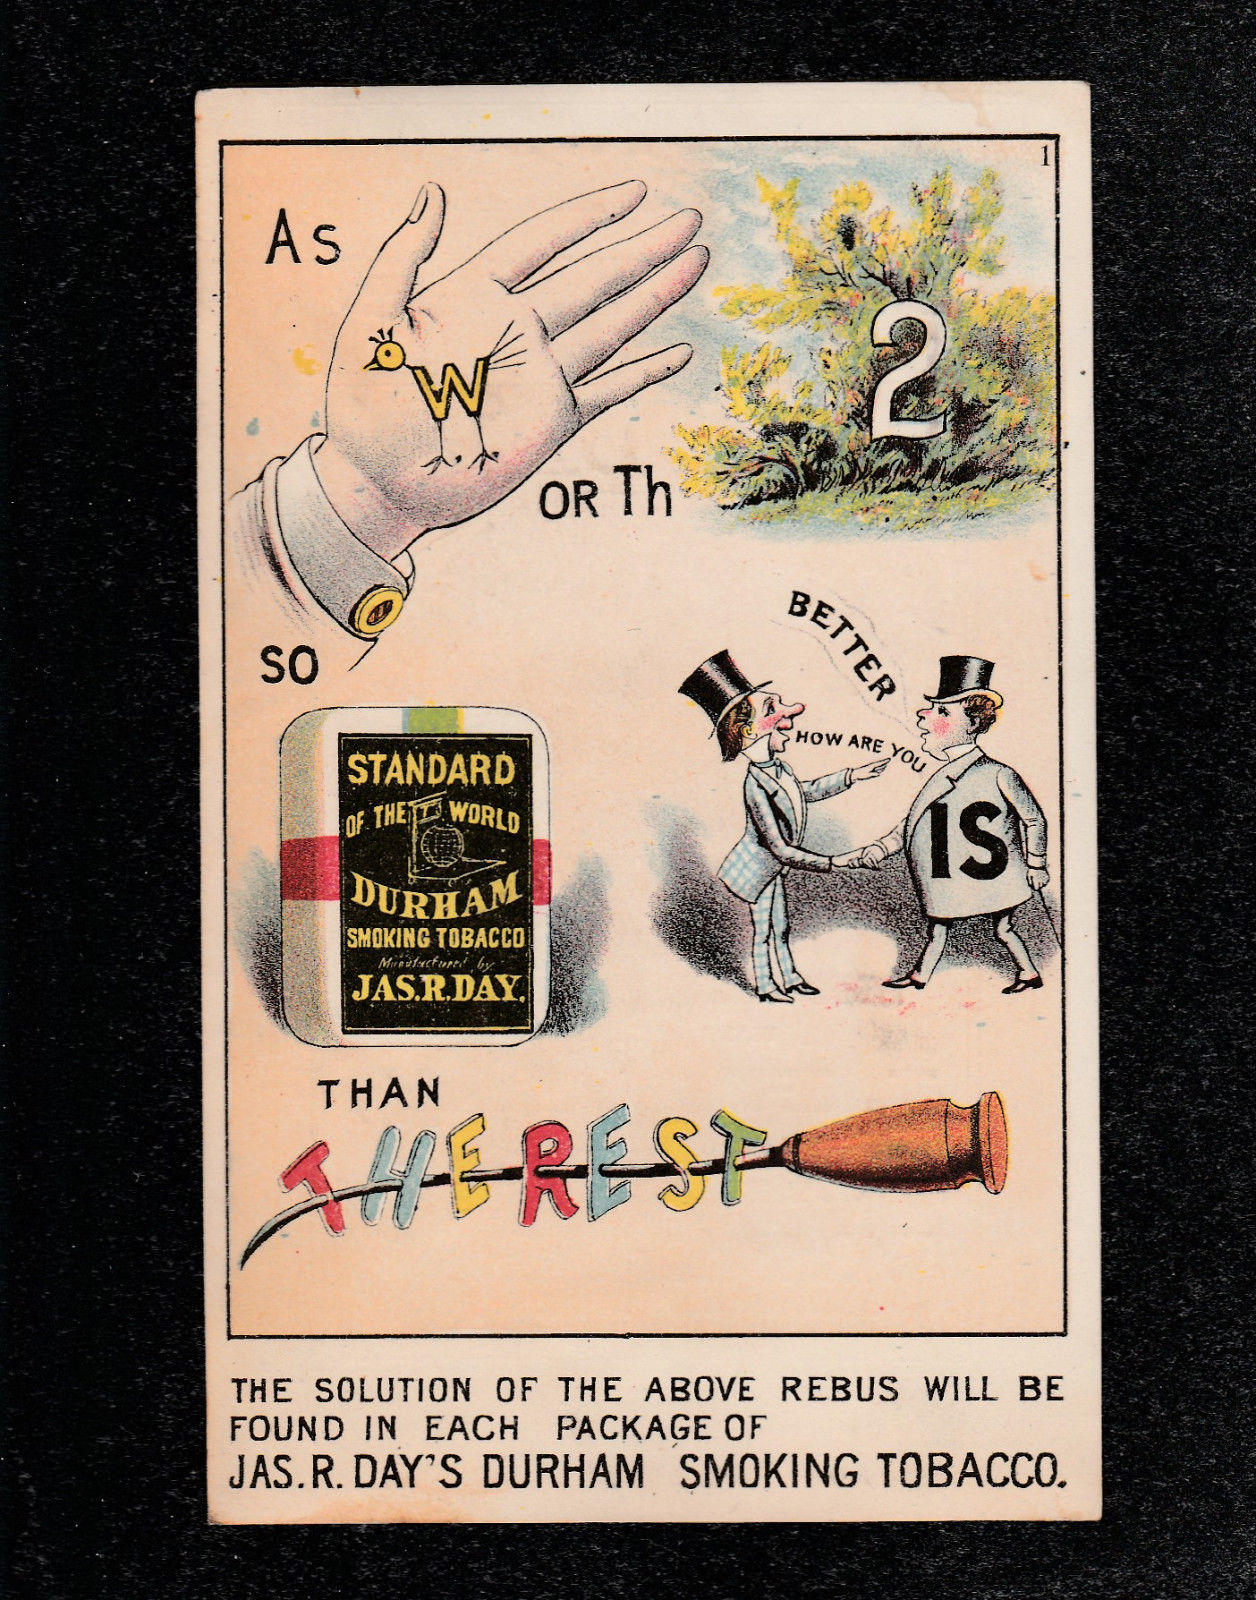 1
As
W
2
OR Th
SO
BETTER
HOW ARE YOU
IS
STANDARD
OF THE WORLD
DURHAM
SMOKING TOBACCO
Manufactured by
JAS. R. DAY.
THAN
THE REST
THE SOLUTION OF THE ABOVE REBUS WILL BE
FOUND IN EACH PACKAGE OF
JAS. R. DAY'S DURHAM SMOKING TOBACCO.